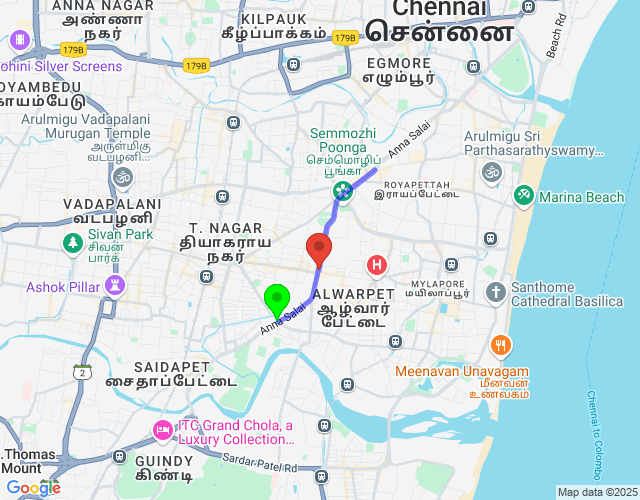 ANNA NAGAR
அண்ணா
நகர்
KILPAUK
கீழ்ப்பாக்கம்
Chennai
சென்னை
Beach Rd
179B
179B
179B
ohini Silver Screens
EGMORE
எழும்பூர்
OYAMBEDU
காயம்பேடு
Arulmigu Vadapalani
Murugan Temple
அருள்மிகு
வடபழனி...
Semmozhi
Poonga
செம்மொழிப்
பூங்கா
Anna Salai
Arulmigu Sri
Parthasarathyswamy...
ROYAPETTAH
இராயப்பேட்டை
Marina Beach
VADAPALANI
வடபழனி
Sivan Park
சிவன்
பார்க்
T. NAGAR
தியாகராய
நகர்
Ashok Pillar
H
MYLAPORE
மயிலாப்பூர்
Santhome
Cathedral Basilica
ALWARPET
ஆழ்வார்
பேட்டை
Anna Salai
SAIDAPET
சைதாப்பேட்டை
2
Meenavan Unavagam
மீனவன்
உணவகம்
ITC Grand Chola, a
Luxury Collection...
Chennai to Colombo
.Thomas
Mount
GUINDY
கிண்டி
Sardar Patel Rd
Google
Map data ©2025